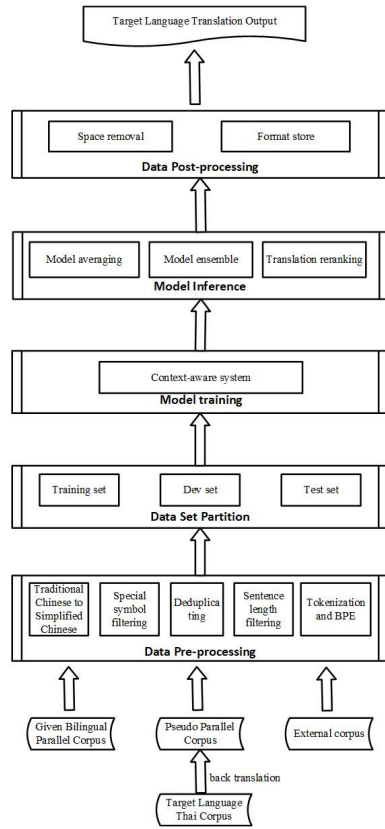 Target Language Translation Output
Space removal
Format store
Data Post-processing
Model averaging
Model ensemble
Translation reranking
Model Inference
Context-aware system
Model training
Training set
Dev set
Test set
Data Set Partition
Traditional
Chinese to
Simplified
Chinese
Special
symbol
filtering
Deduplica
ting
Sentence
length
filtering
Tokenization
and BPE
Data Pre-processing
Given Bilingual
Parallel Corpus
Pseudo Parallel
Corpus
External corpus
back translation
Target Language
Thai Corpus